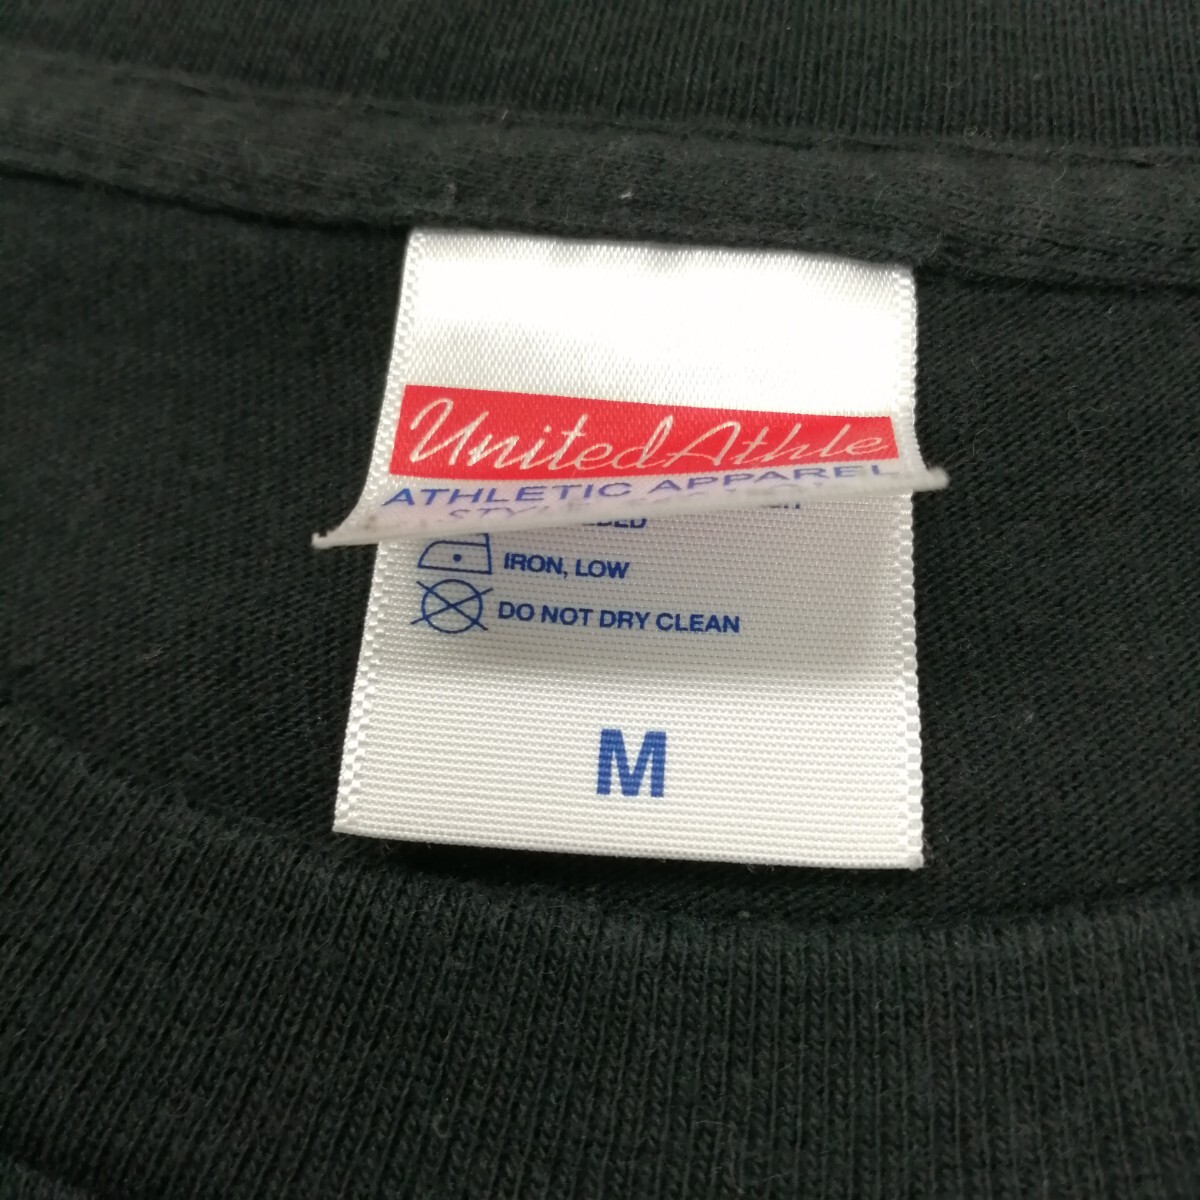 United Athle
ATHLETIC APPAREL
IRON, LOW
DO NOT DRY CLEAN
M